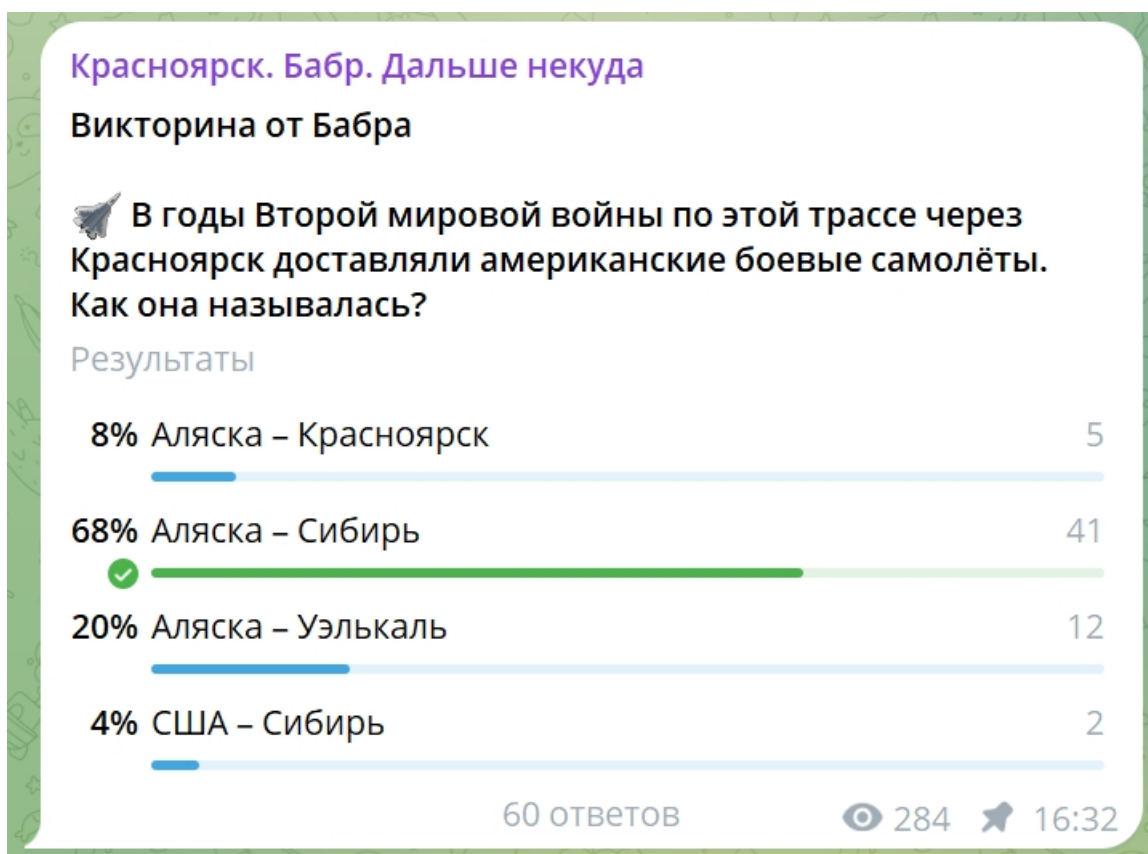 Красноярск. Бабр. Дальше некуда
Викторина от Бабра
В годы Второй мировой войны по этой трассе через
Красноярск доставляли американские боевые самолёты.
Как она называлась?
Результаты
8% Аляска – Красноярск 5
68% Аляска – Сибирь 41
20% Аляска – Уэлькаль 12
4% США – Сибирь 2
60 ответов 284 16:32